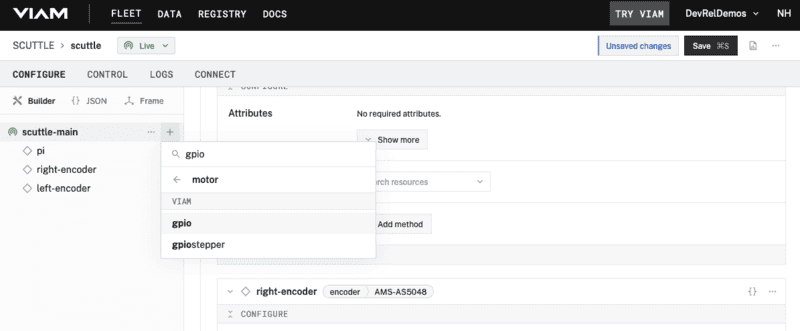 VIAM FLEET DATA REGISTRY DOCS TRY VIAM DevRelDemos NH
SCUTTLE > scuttle Live Unsaved changes Save ⌘S
CONFIGURE CONTROL LOGS CONNECT
CONFIGURE
Builder {} JSON Frame
Attributes No required attributes.
Show more
scuttle-main
pi
right-encoder
left-encoder
gpio
motor
VIAM
gpio
gpiostepper
arch resources
Add method
right-encoder encoder AMS-AS5048 {}
CONFIGURE